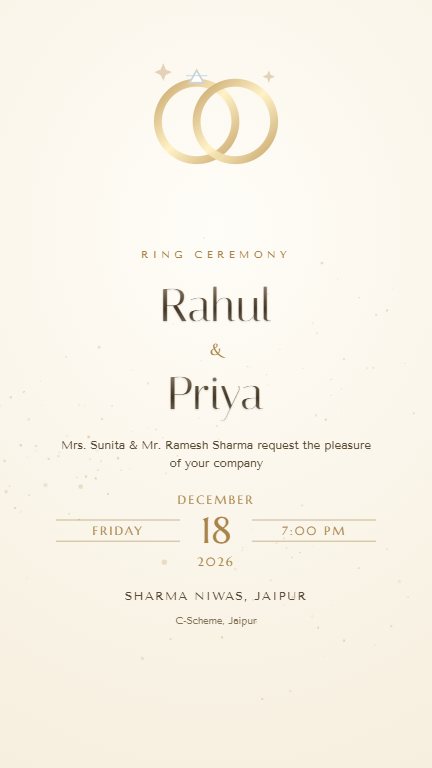 RING CEREMONY
Rahul
&
Priya
Mrs. Sunita & Mr. Ramesh Sharma request the pleasure
of your company
DECEMBER
FRIDAY 18 7:00 PM
2026
SHARMA NIWAS, JAIPUR
C-Scheme, Jaipur